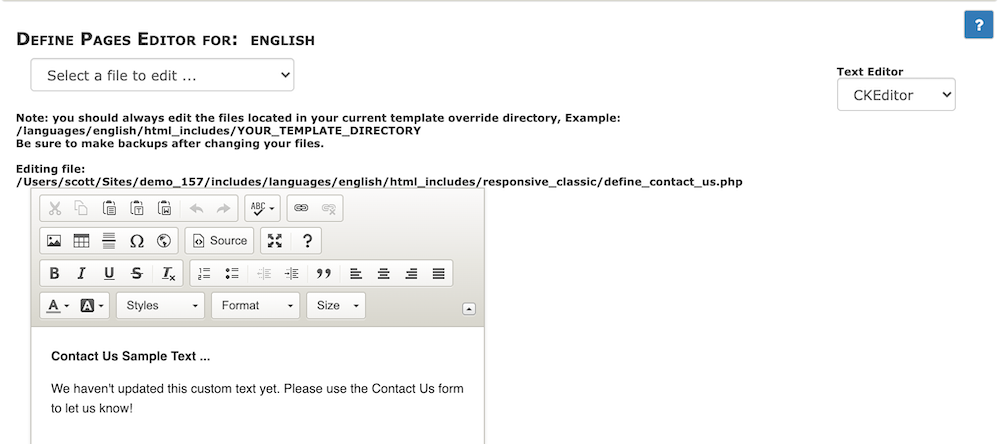 ?
DEFINE PAGES EDITOR FOR: ENGLISH
Select a file to edit ...
Text Editor
CKEditor
Note: you should always edit the files located in your current template override directory, Example:
/languages/english/html_includes/YOUR_TEMPLATE_DIRECTORY
Be sure to make backups after changing your files.
Editing file:
/Users/scott/Sites/demo_157/includes/languages/english/html_includes/responsive_classic/define_contact_us.php
ABC
Ω Source ?
B I U S Tx
A A Styles Format Size
Contact Us Sample Text ...
We haven't updated this custom text yet. Please use the Contact Us form
to let us know!